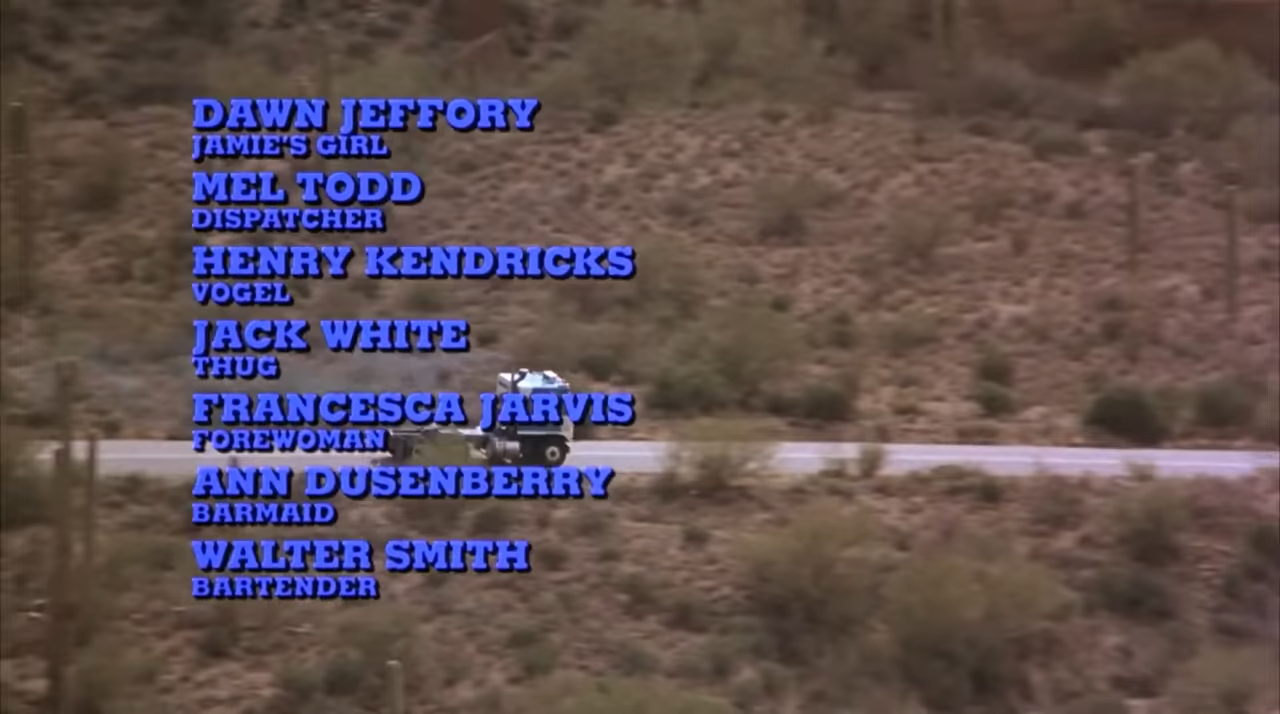 DAWN JEFFORY
JAMIE'S GIRL
MEL TODD
DISPATCHER
HENRY KENDRICKS
VOGEL
JACK WHITE
THUG
FRANCESCA JARVIS
FOREWOMAN
ANN DUSENBERRY
BARMAID
WALTER SMITH
BARTENDER